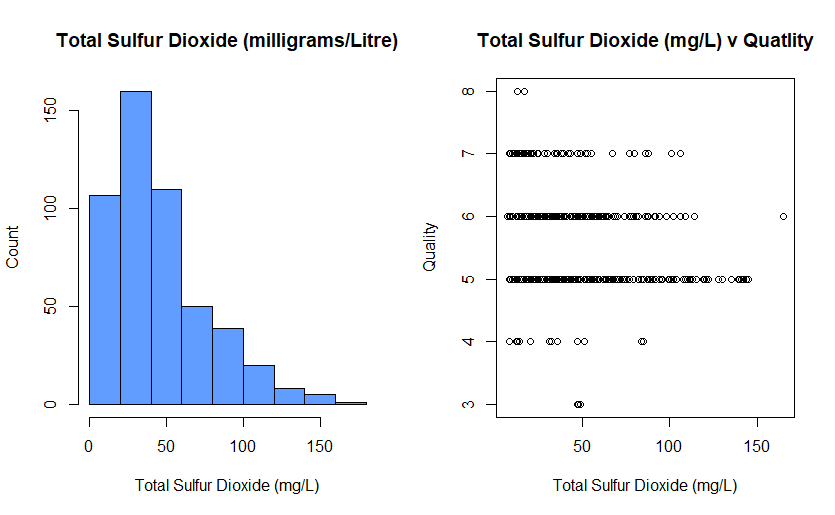 Total Sulfur Dioxide (milligrams/Litre)
Count
150
100
50
0
0 50 100 150
Total Sulfur Dioxide (mg/L)
Total Sulfur Dioxide (mg/L) v Quatlity
Quality
8
7
6
5
4
3
50 100 150
Total Sulfur Dioxide (mg/L)